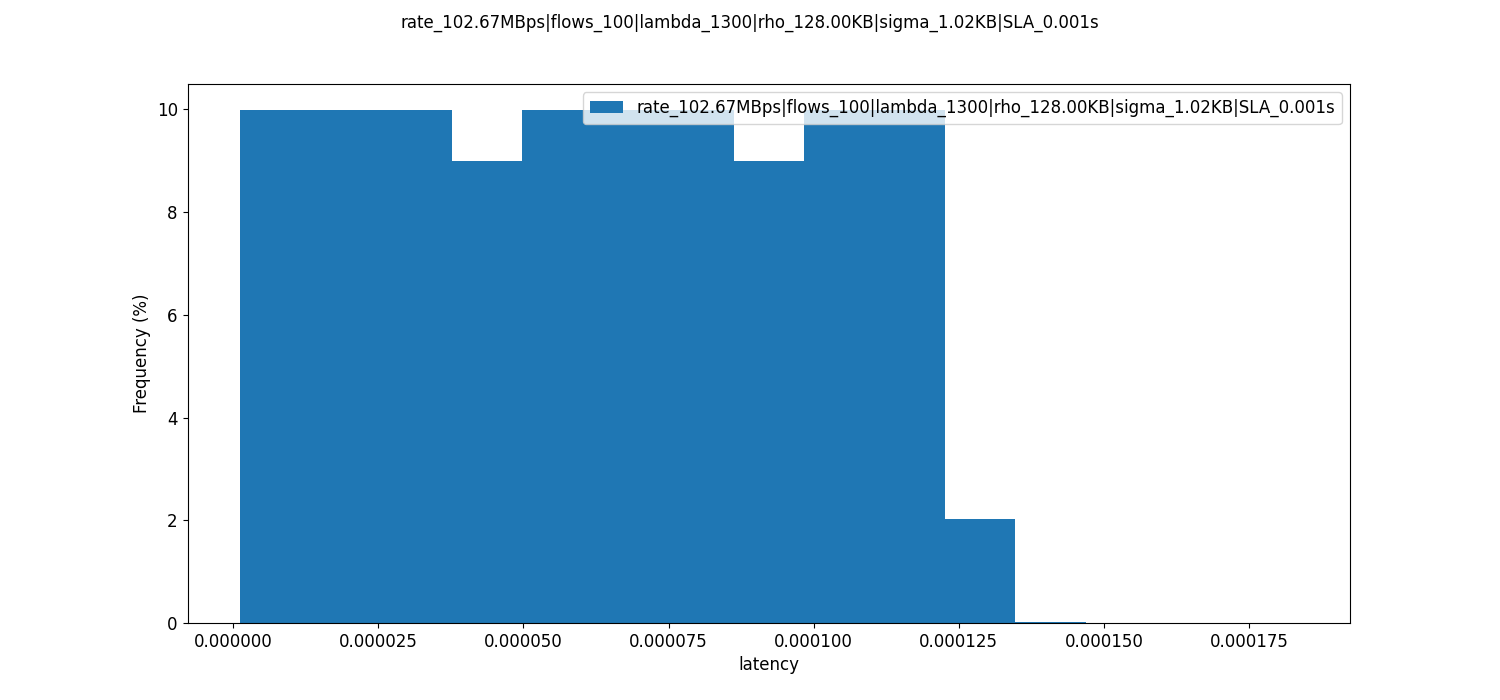 rate_102.67MBps|flows_100|lambda_1300|rho_128.00KB|sigma_1.02KB|SLA_0.001s
rate_102.67MBps|flows_100|lambda_1300|rho_128.00KB|sigma_1.02KB|SLA_0.001s
Frequency (%)
10
8
6
4
2
0
0.000000 0.000025 0.000050 0.000075 0.000100 0.000125 0.000150 0.000175
latency